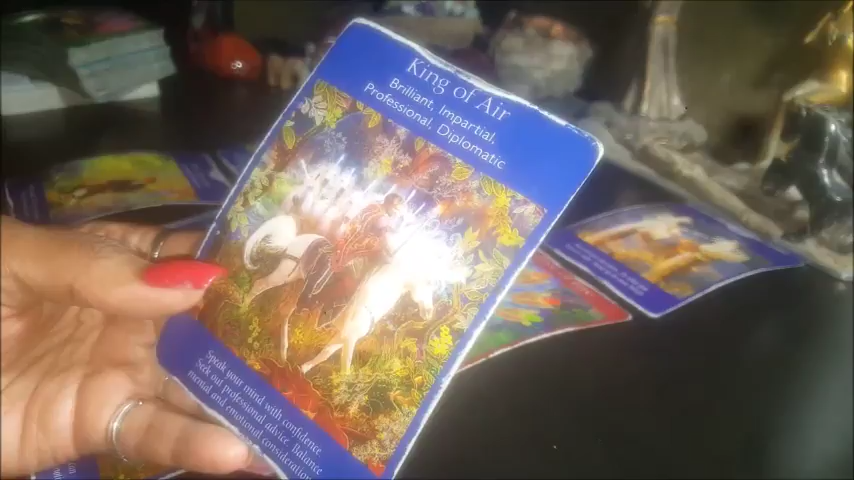 King of Air
Brilliant, Impartial,
Professional, Diplomatic
Speak your mind with confidence
Seek out professional advice. Balance
mental and emotional considerations